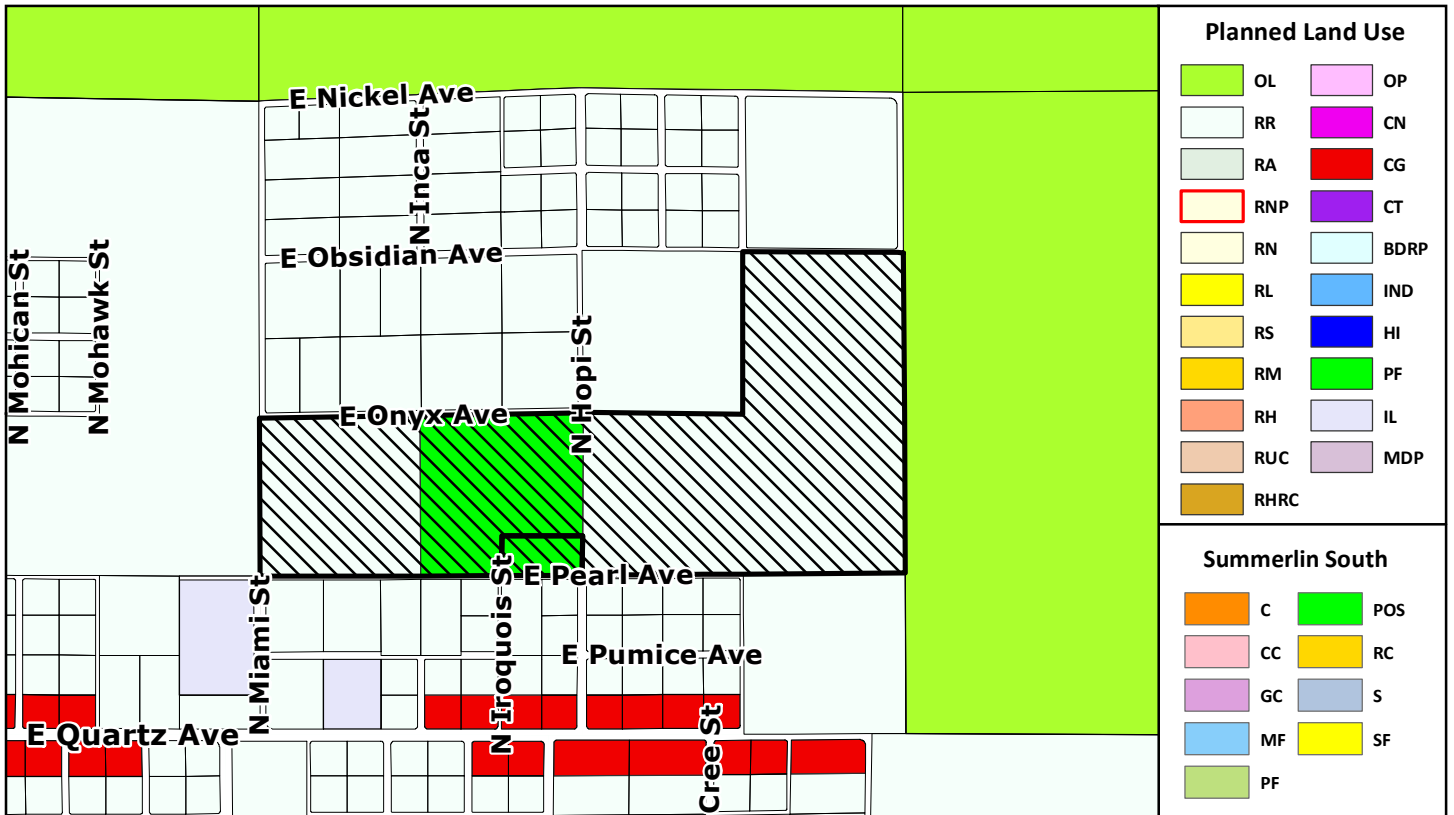 E Nickel Ave
N Inca St
E Obsidian Ave
N Mohican St
N Mohawk St
N Hopi St
E Onyx Ave
E Pearl Ave
N Miami St
N Iroquois St
E Pumice Ave
Cree St
E Quartz Ave
Planned Land Use
OL OP
RR CN
RA CG
RNP CT
RN BDRP
RL IND
RS HI
RM PF
RH IL
RUC MDP
RHRC
Summerlin South
C POS
CC RC
GC S
MF SF
PF